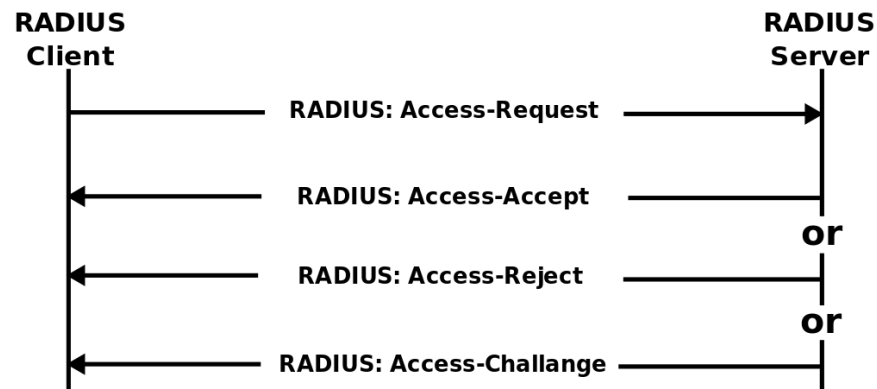 RADIUS
Client
RADIUS
Server
RADIUS: Access-Request
RADIUS: Access-Accept
or
RADIUS: Access-Reject
or
RADIUS: Access-Challange